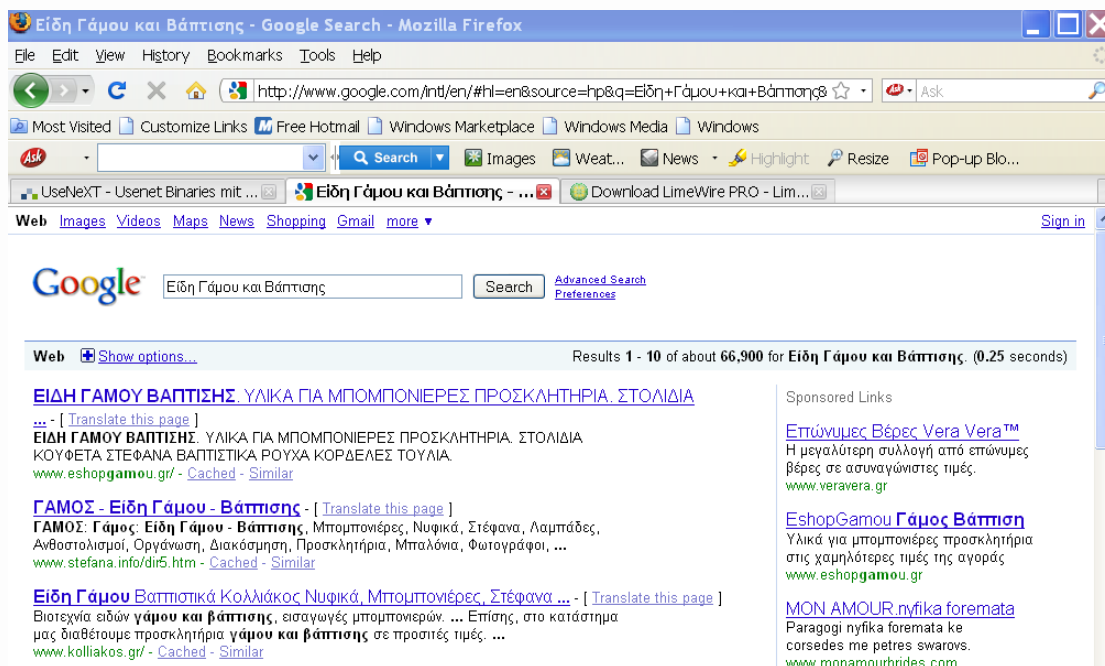 Είδη Γάμου και Βάπτισης - Google Search - Mozilla Firefox
File Edit View History Bookmarks Tools Help
http://www.google.com/intl/en/#hl=en&source=hp&q=Είδη+Γάμου+και+Βάπτισης& Ask
Most Visited Customize Links Free Hotmail Windows Marketplace Windows Media Windows
Ask Search Images Weat... News Highlight Resize Pop-up Blo...
UseNeXT - Usenet Binaries mit ... Είδη Γάμου και Βάπτισης - ... Download LimeWire PRO - Lim...
Web Images Videos Maps News Shopping Gmail more Sign in
Google Είδη Γάμου και Βάπτισης Search Advanced Search
Preferences
Web Show options... Results 1 - 10 of about 66,900 for Είδη Γάμου και Βάπτισης. (0.25 seconds)
ΕΙΔΗ ΓΑΜΟΥ ΒΑΠΤΙΣΗΣ. ΥΛΙΚΑ ΓΙΑ ΜΠΟΜΠΟΝΙΕΡΕΣ ΠΡΟΣΚΛΗΤΗΡΙΑ. ΣΤΟΛΙΔΙΑ
... - [ Translate this page ]
ΕΙΔΗ ΓΑΜΟΥ ΒΑΠΤΙΣΗΣ. ΥΛΙΚΑ ΓΙΑ ΜΠΟΜΠΟΝΙΕΡΕΣ ΠΡΟΣΚΛΗΤΗΡΙΑ. ΣΤΟΛΙΔΙΑ
ΚΟΥΦΕΤΑ ΣΤΕΦΑΝΑ ΒΑΠΤΙΣΤΙΚΑ ΡΟΥΧΑ ΚΟΡΔΕΛΕΣ ΤΟΥΛΙΑ.
www.eshopgamou.gr/ - Cached - Similar
ΓΑΜΟΣ - Είδη Γάμου - Βάπτισης - [ Translate this page ]
ΓΑΜΟΣ: Γάμος: Είδη Γάμου - Βάπτισης, Μπομπονιέρες, Νυφικά, Στέφανα, Λαμπάδες,
Ανθοστολισμοί, Οργάνωση, Διακόσμηση, Προσκλητήρια, Μπαλόνια, Φωτογράφοι, ...
www.stefana.info/dir5.htm - Cached - Similar
Είδη Γάμου Βαπτιστικά Κολλιάκος Νυφικά, Μπομπονιέρες, Στέφανα ... - [ Translate this page ]
Βιοτεχνία ειδών γάμου και βάπτισης, εισαγωγές μπομπονιερών. ... Επίσης, στο κατάστημα
μας διαθέτουμε προσκλητήρια γάμου και βάπτισης σε προσιτές τιμές. ...
www.kolliakos.gr/ - Cached - Similar
Sponsored Links
Επώνυμες Βέρες Vera Vera™
Η μεγαλύτερη συλλογή από επώνυμες
βέρες σε ασυναγώνιστες τιμές.
www.veravera.gr
EshopGamou Γάμος Βάπτιση
Υλικά για μπομπονιέρες προσκλητήρια
στις χαμηλότερες τιμές της αγοράς
www.eshopgamou.gr
MON AMOUR.nyfika foremata
Paragogi nyfika foremata ke
corsedes me petres swarovs.
www.monamourbrides.com